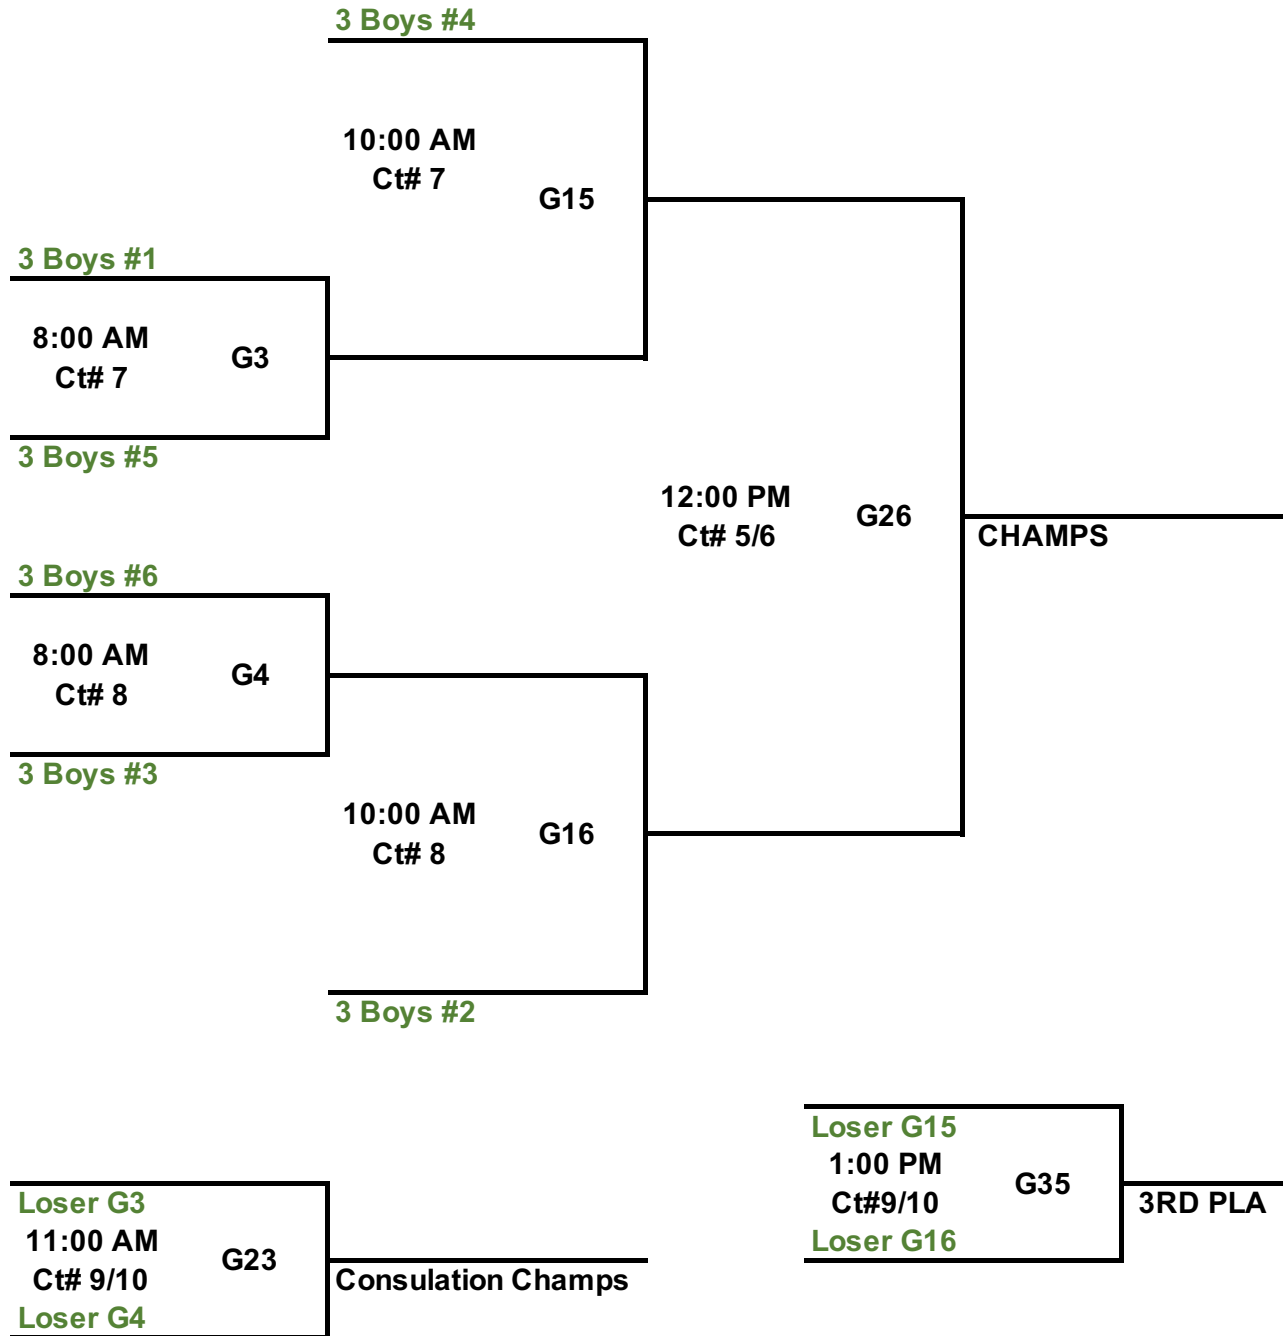 3 Boys #4
10:00 AM
Ct# 7
G15
3 Boys #1
8:00 AM
Ct# 7
G3
3 Boys #5
12:00 PM
Ct# 5/6
G26
CHAMPS
3 Boys #6
8:00 AM
Ct# 8
G4
3 Boys #3
10:00 AM
Ct# 8
G16
3 Boys #2
Loser G15
1:00 PM
Ct#9/10
G35
3RD PLA
Loser G16
Loser G3
11:00 AM
Ct# 9/10
G23
Consulation Champs
Loser G4